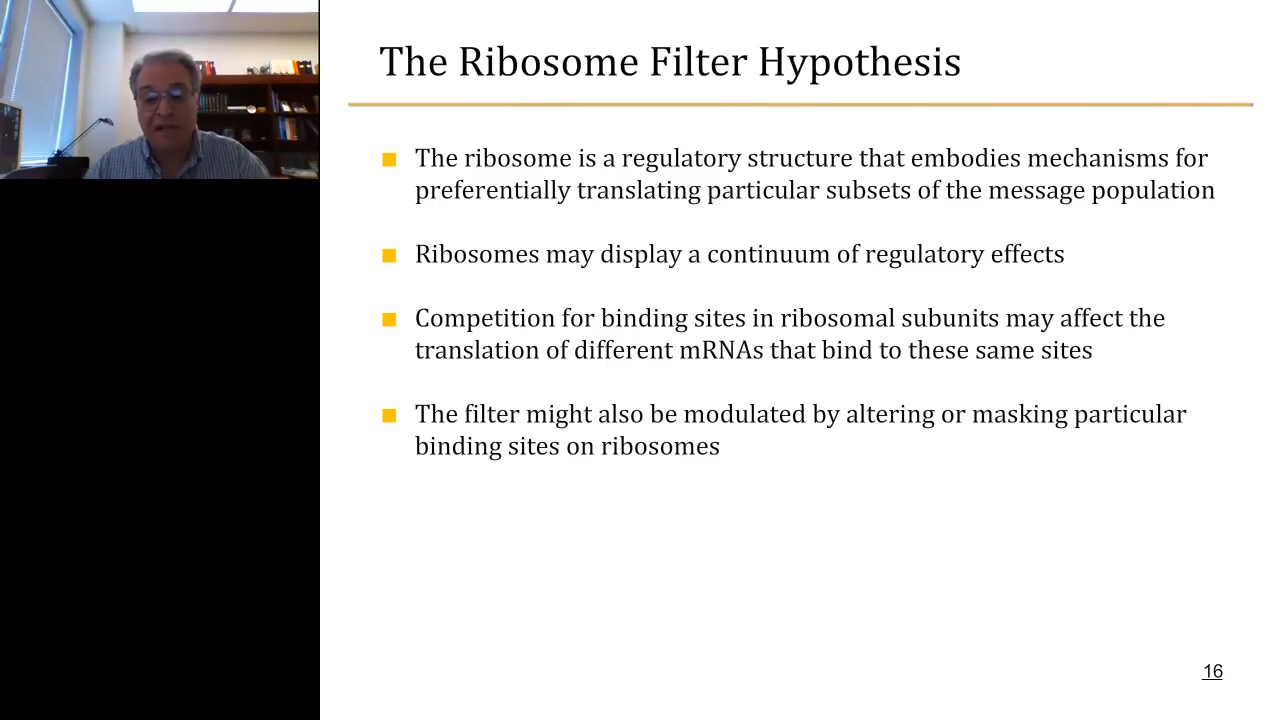 The Ribosome Filter Hypothesis
■ The ribosome is a regulatory structure that embodies mechanisms for
preferentially translating particular subsets of the message population
■ Ribosomes may display a continuum of regulatory effects
■ Competition for binding sites in ribosomal subunits may affect the
translation of different mRNAs that bind to these same sites
■ The filter might also be modulated by altering or masking particular
binding sites on ribosomes
16